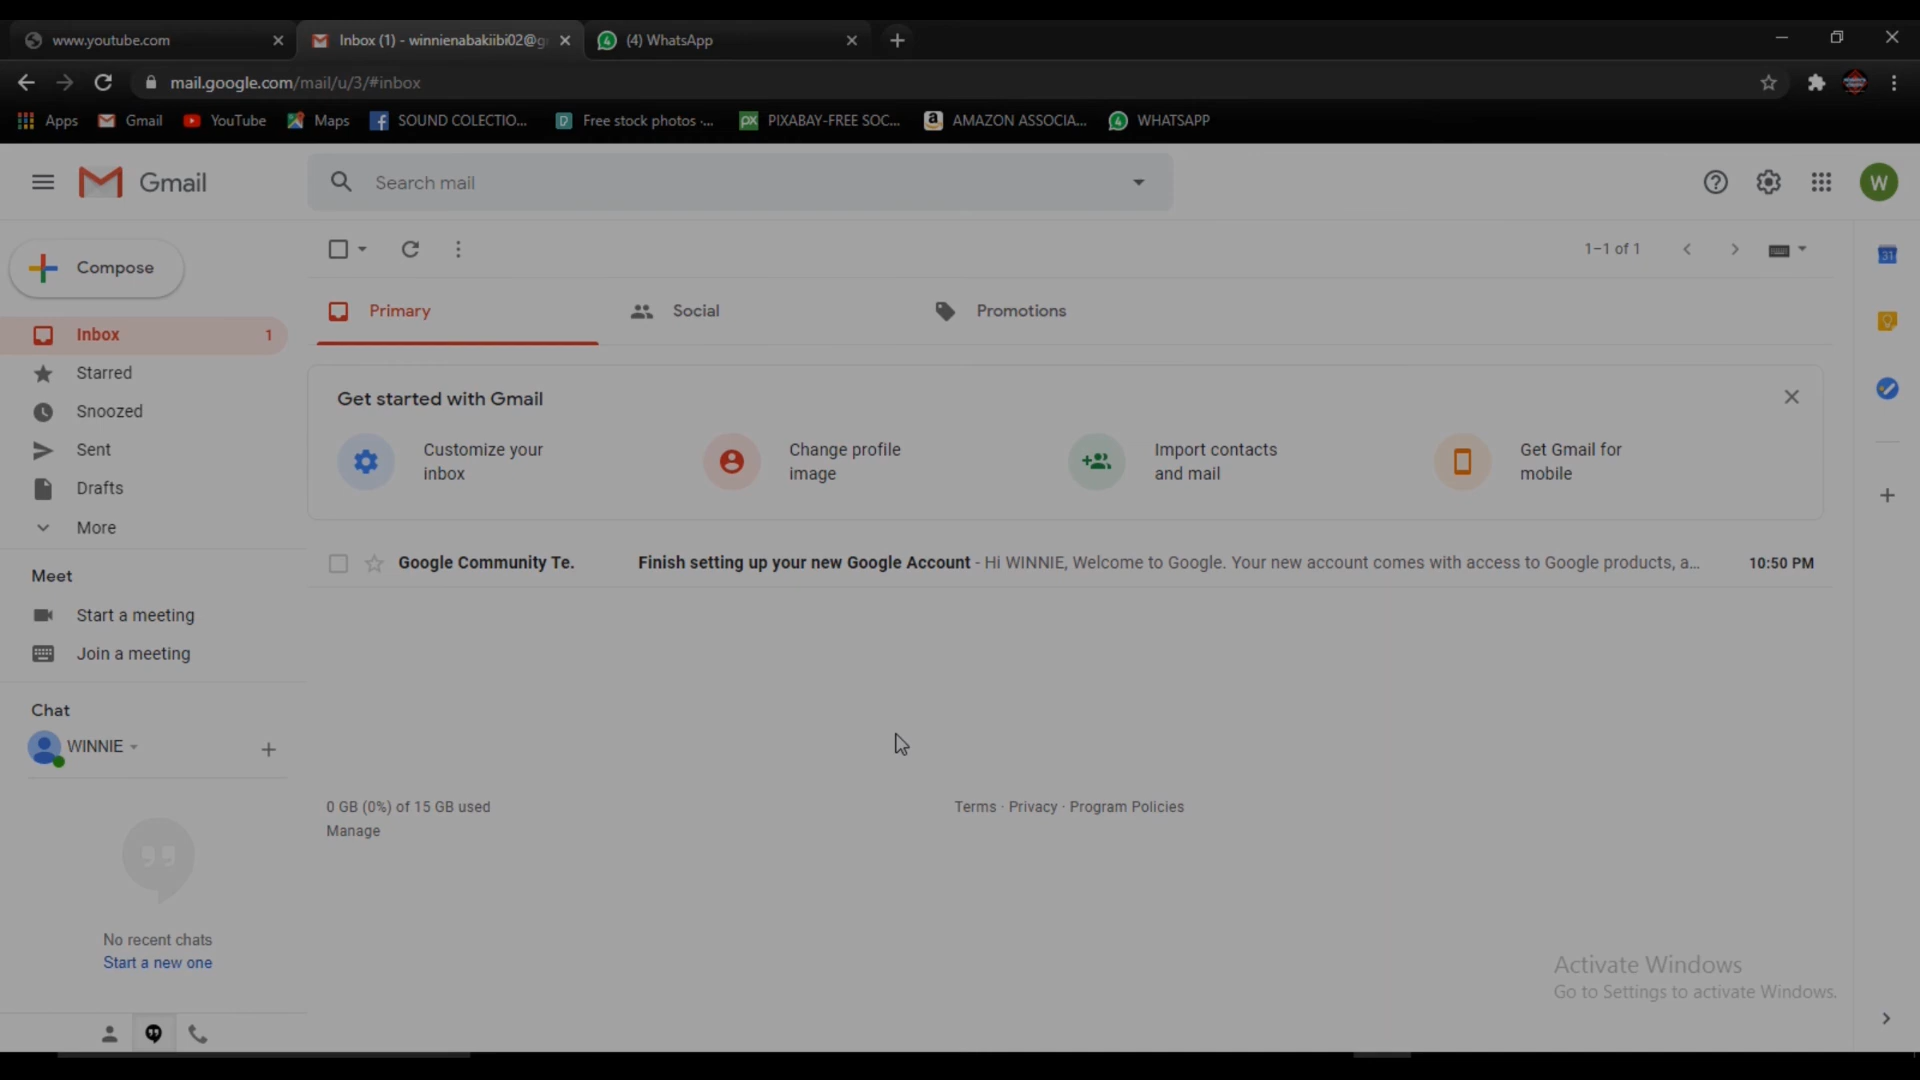 www.youtube.com
Inbox (1) - winnienabakiibi02@g
(4) WhatsApp
mail.google.com/mail/u/3/#inbox
Apps
Gmail
YouTube
Maps
SOUND COLECTIO...
Free stock photos ·...
PIXABAY-FREE SOC...
AMAZON ASSOCIA...
WHATSAPP
Gmail
Search mail
W
Compose
1–1 of 1
31
Primary
Social
Promotions
Inbox 1
Starred
Snoozed
Sent
Drafts
More
Get started with Gmail
Customize your
inbox
Change profile
image
Import contacts
and mail
Get Gmail for
mobile
Google Community Te. Finish setting up your new Google Account - Hi WINNIE, Welcome to Google. Your new account comes with access to Google products, a... 10:50 PM
Meet
Start a meeting
Join a meeting
Chat
WINNIE
0 GB (0%) of 15 GB used
Manage
Terms · Privacy · Program Policies
No recent chats
Start a new one
Activate Windows
Go to Settings to activate Windows.